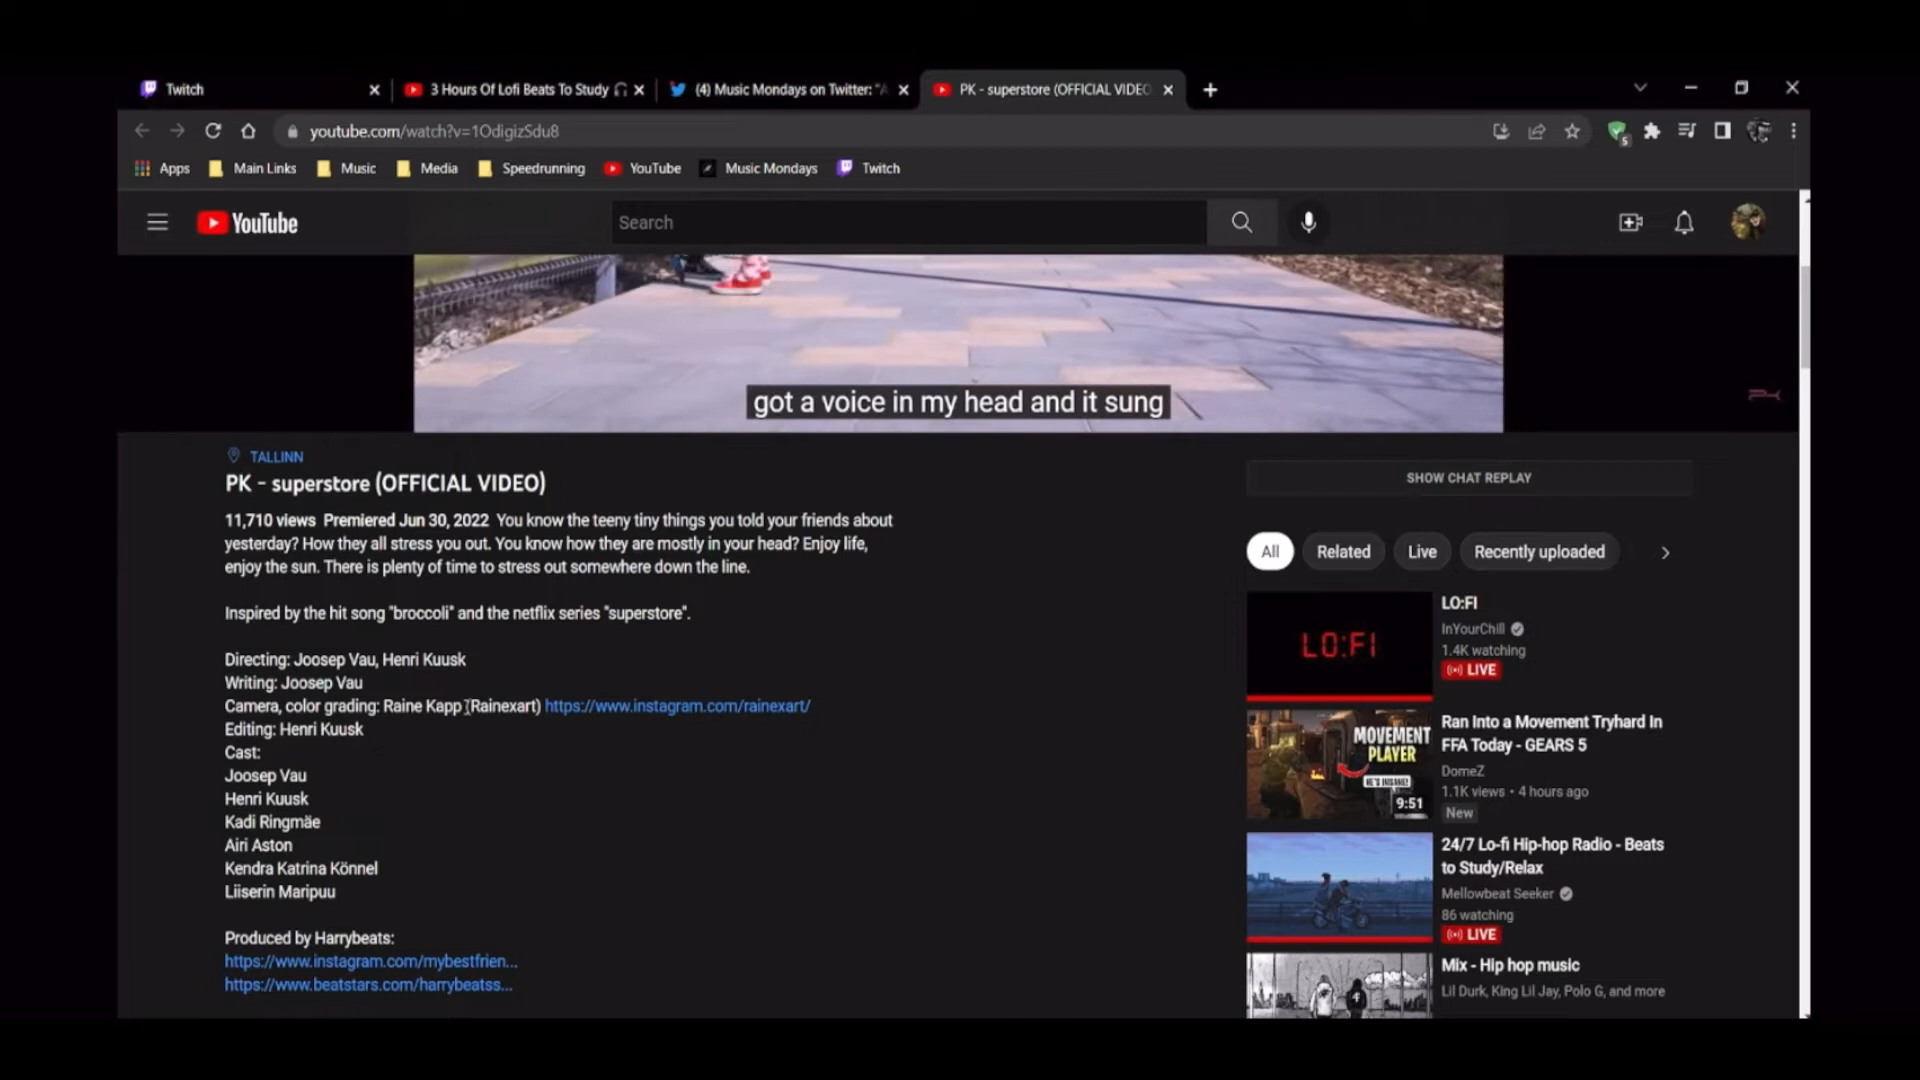 Twitch
3 Hours Of Lofi Beats To Study
(4) Music Mondays on Twitter: "A
PK - superstore (OFFICIAL VIDEO
youtube.com/watch?v=1OdigizSdu8
5
Apps
Main Links
Music
Media
Speedrunning
YouTube
Music Mondays
Twitch
YouTube
Search
got a voice in my head and it sung
TALLINN
PK - superstore (OFFICIAL VIDEO)
11,710 views Premiered Jun 30, 2022 You know the teeny tiny things you told your friends about
yesterday? How they all stress you out. You know how they are mostly in your head? Enjoy life,
enjoy the sun. There is plenty of time to stress out somewhere down the line.
Inspired by the hit song "broccoli" and the netflix series "superstore".
Directing: Joosep Vau, Henri Kuusk
Writing: Joosep Vau
Camera, color grading: Raine Kapp (Rainexart) https://www.instagram.com/rainexart/
Editing: Henri Kuusk
Cast:
Joosep Vau
Henri Kuusk
Kadi Ringmäe
Airi Aston
Kendra Katrina Könnel
Liiserin Maripuu
Produced by Harrybeats:
https://www.instagram.com/mybestfrien...
https://www.beatstars.com/harrybeatss...
SHOW CHAT REPLAY
All
Related
Live
Recently uploaded
LO:FI
LO:FI
InYourChill
1.4K watching
LIVE
MOVEMENT
PLAYER
HE'S INSANE!
9:51
Ran Into a Movement Tryhard In
FFA Today - GEARS 5
DomeZ
1.1K views • 4 hours ago
New
24/7 Lo-fi Hip-hop Radio - Beats
to Study/Relax
Mellowbeat Seeker
86 watching
LIVE
Mix - Hip hop music
Lil Durk, King Lil Jay, Polo G, and more